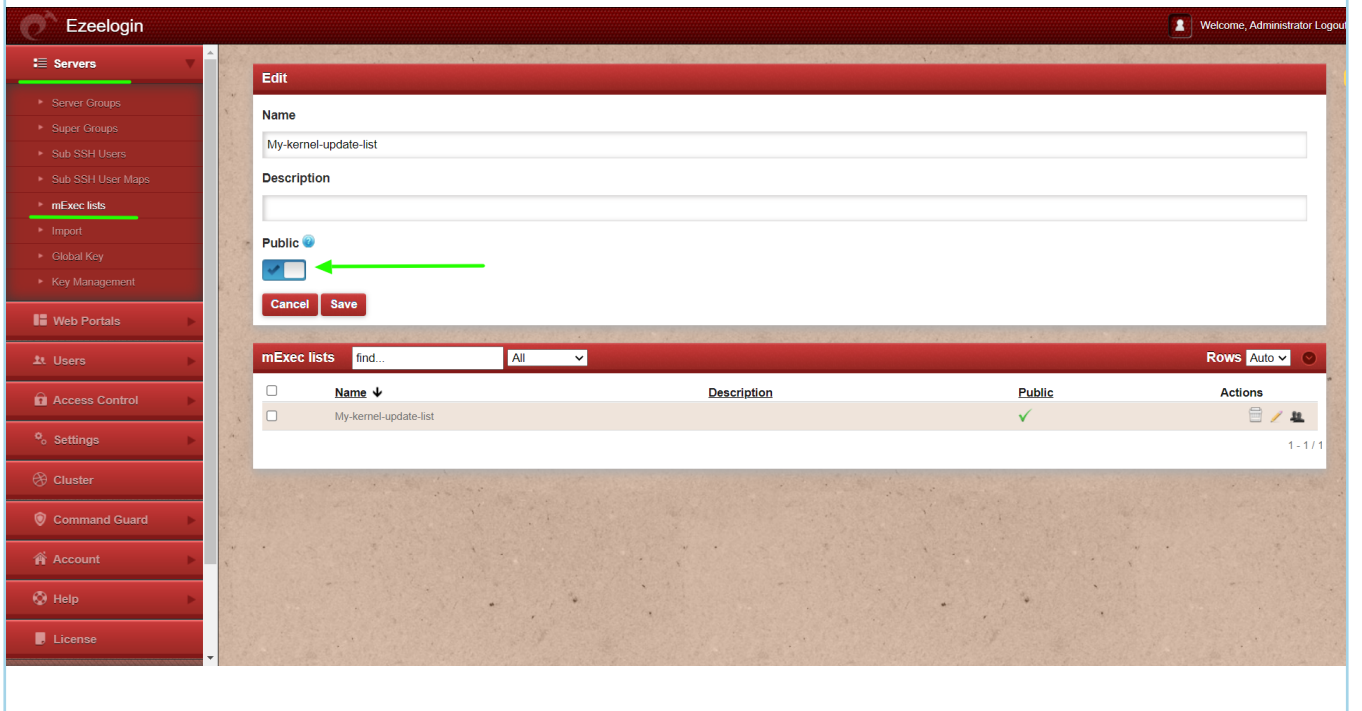 Ezeelogin
Welcome, Administrator Logout
Servers
Server Groups
Super Groups
Sub SSH Users
Sub SSH User Maps
mExec lists
Import
Global Key
Key Management
Web Portals
Users
Access Control
Settings
Cluster
Command Guard
Account
Help
License
Edit
Name
My-kernel-update-list
Description
Public ?
Cancel Save
mExec lists find... All Rows Auto
Name Description Public Actions
My-kernel-update-list
1 - 1 / 1